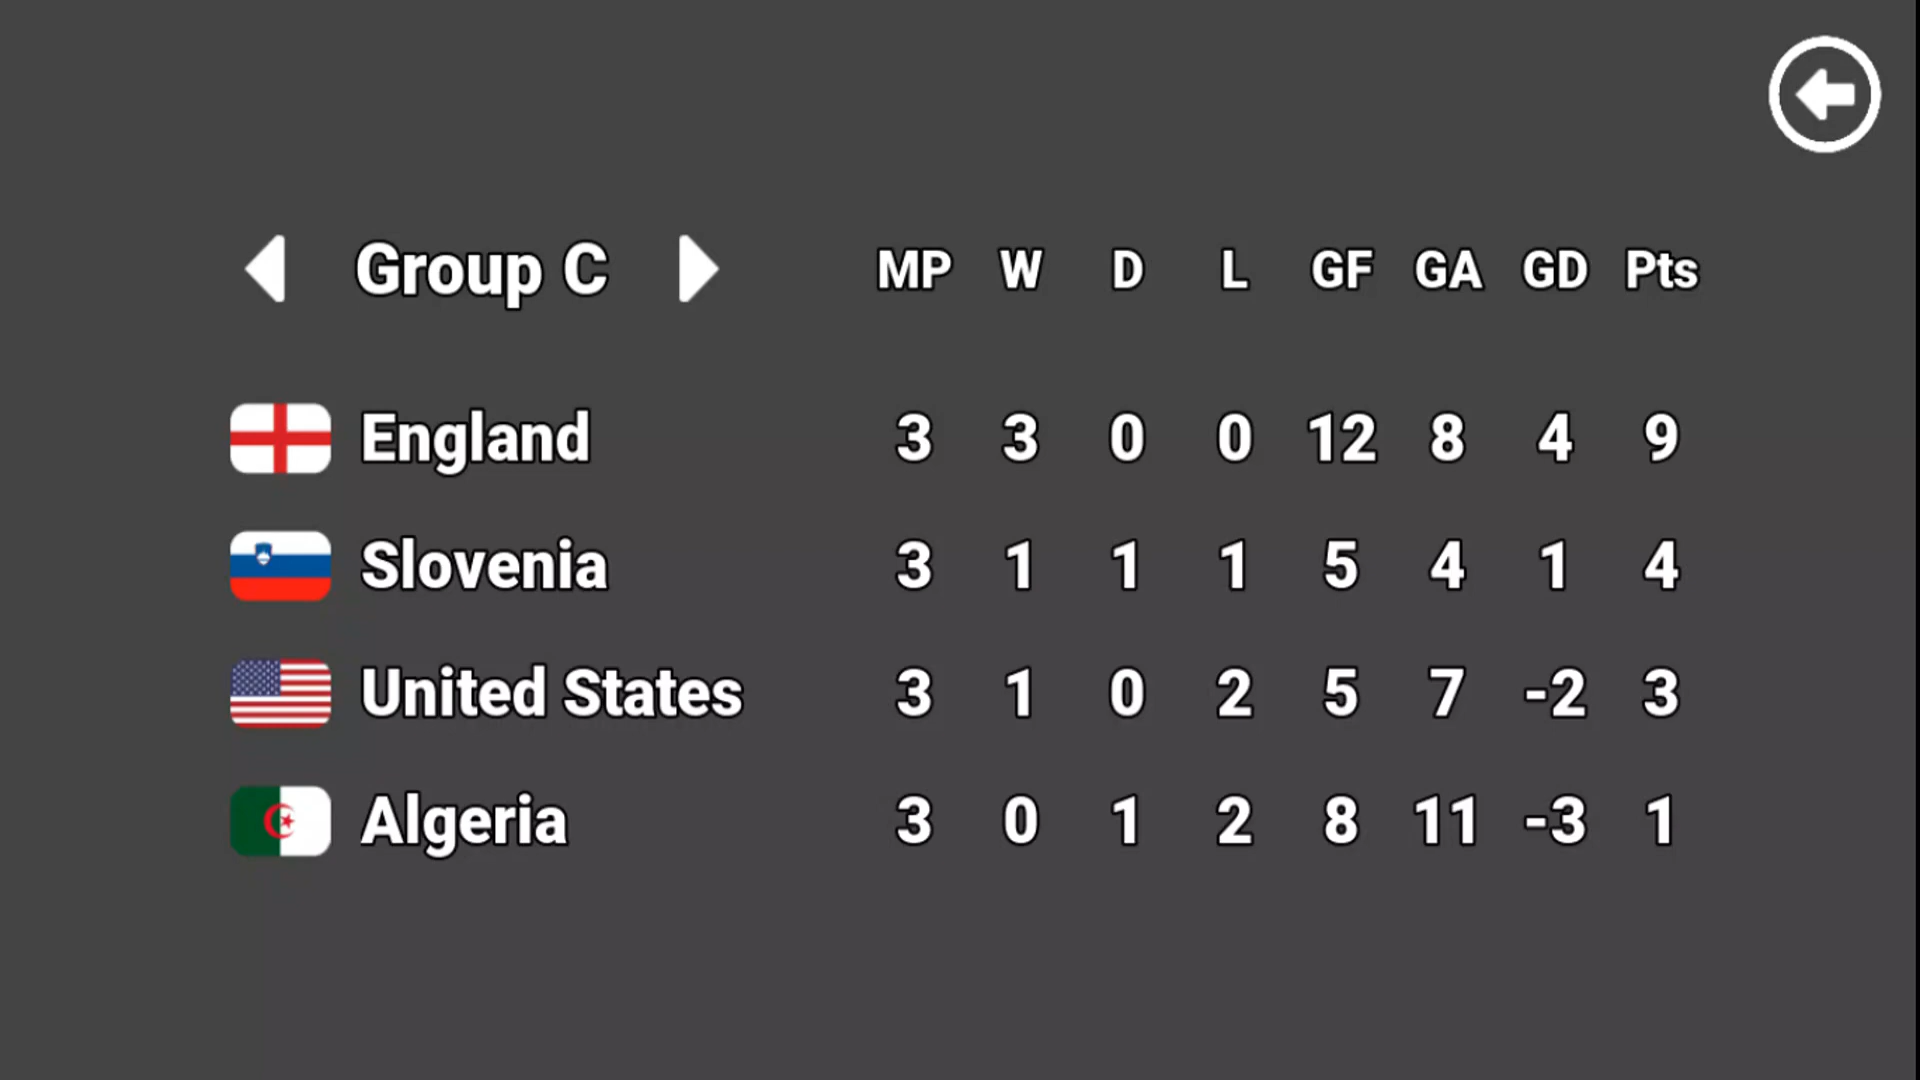 Group C MP W D L GF GA GD Pts
England 3 3 0 0 12 8 4 9
Slovenia 3 1 1 1 5 4 1 4
United States 3 1 0 2 5 7 -2 3
Algeria 3 0 1 2 8 11 -3 1